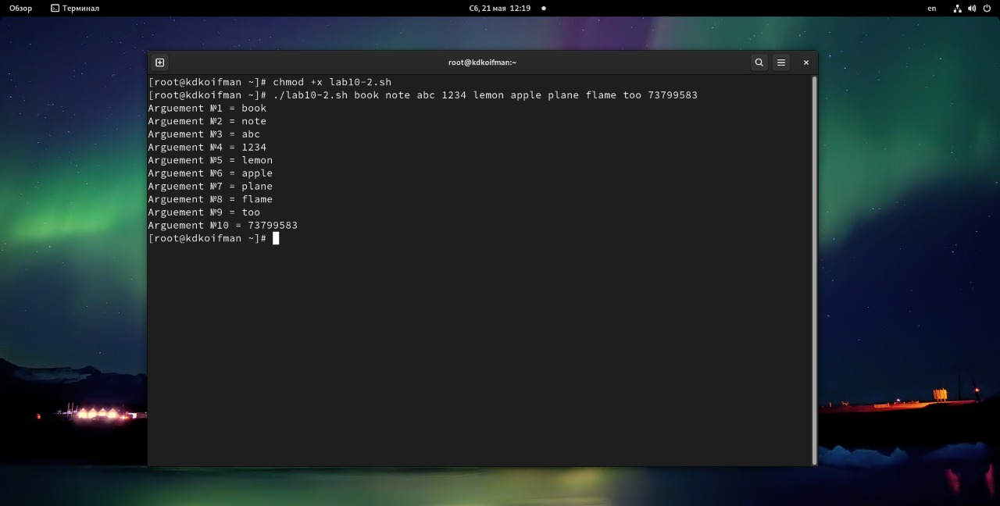 Обзор Терминал Сб, 21 мая 12:19 en
root@kdkoifman:~
[root@kdkoifman ~]# chmod +x lab10-2.sh
[root@kdkoifman ~]# ./lab10-2.sh book note abc 1234 lemon apple plane flame too 73799583
Arguement №1 = book
Arguement №2 = note
Arguement №3 = abc
Arguement №4 = 1234
Arguement №5 = lemon
Arguement №6 = apple
Arguement №7 = plane
Arguement №8 = flame
Arguement №9 = too
Arguement №10 = 73799583
[root@kdkoifman ~]#